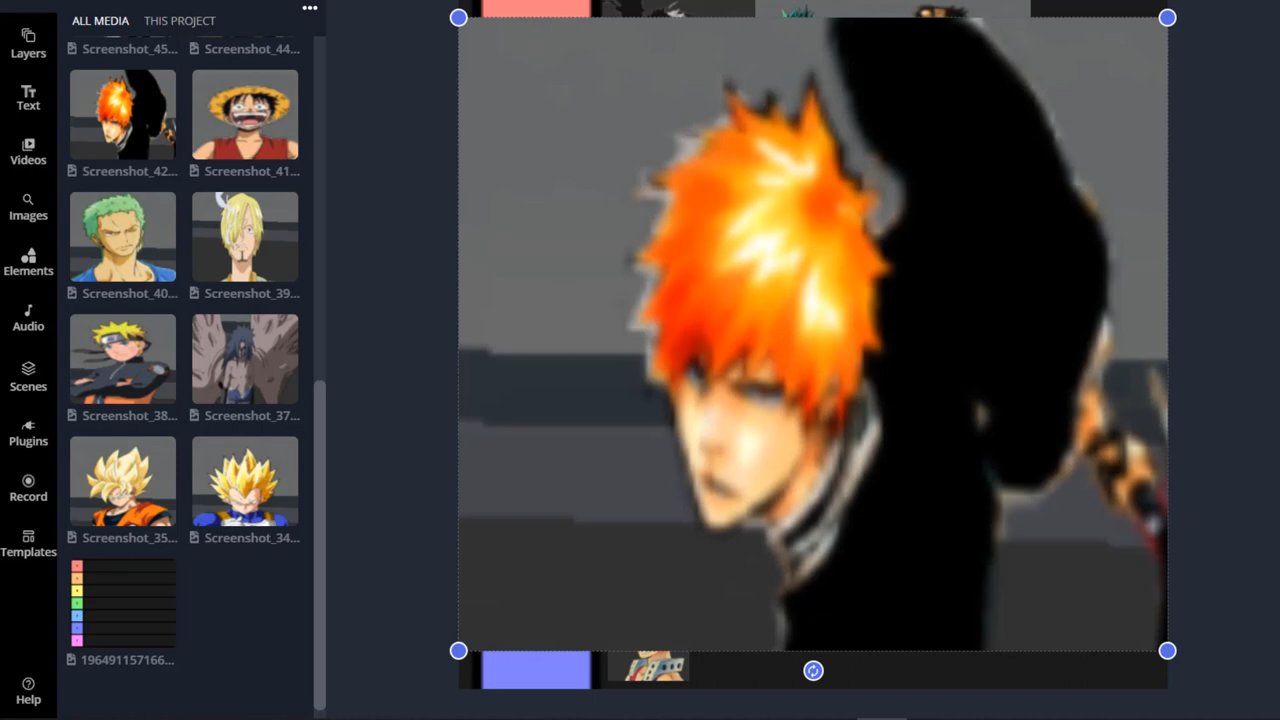 ALL MEDIA THIS PROJECT
Layers
Text
Videos
Images
Elements
Audio
Scenes
Plugins
Record
Templates
Help
Screenshot_45... Screenshot_44...
Screenshot_42... Screenshot_41...
Screenshot_40... Screenshot_39...
Screenshot_38... Screenshot_37...
Screenshot_35... Screenshot_34...
196491157166...